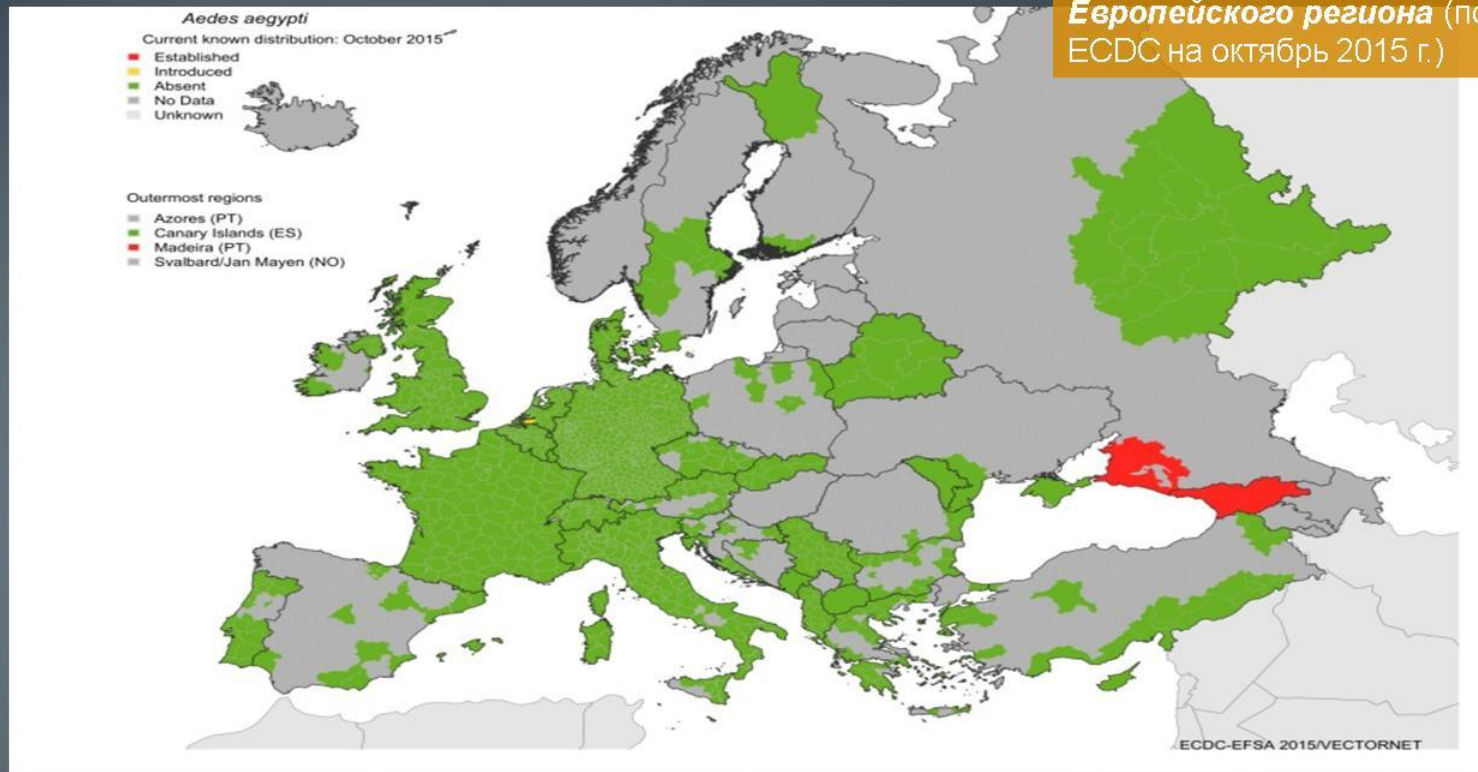 Европейского региона
ECDC на октябрь 2015 г.)
Aedes aegypti
Current known distribution: October 2015
Established
Introduced
Absent
No Data
Unknown
Outermost regions
Azores (PT)
Canary Islands (ES)
Madeira (PT)
Svalbard/Jan Mayen (NO)
ECDC-EFSA 2015/VECTORNET